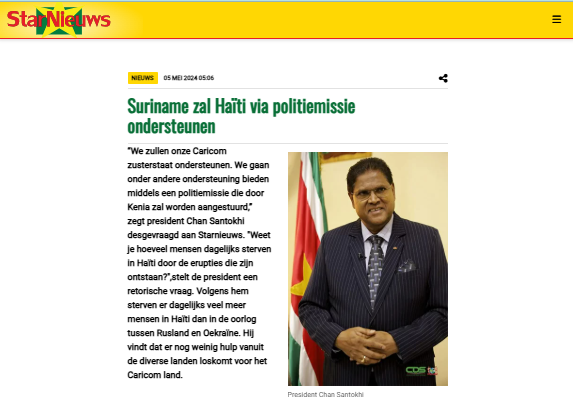 StarNieuws
NIEUWS 05 MEI 2024 05:06
Suriname zal Haïti via politiemissie
ondersteunen
"We zullen onze Caricom
zusterstaat ondersteunen. We gaan
onder andere ondersteuning bieden
middels een politiemissie die door
Kenia zal worden aangestuurd,"
zegt president Chan Santokhi
desgevraagd aan Starnieuws. "Weet
je hoeveel mensen dagelijks sterven
in Haïti door de erupties die zijn
ontstaan?",stelt de president een
retorische vraag. Volgens hem
sterven er dagelijks veel meer
mensen in Haïti dan in de oorlog
tussen Rusland en Oekraïne. Hij
vindt dat er nog weinig hulp vanuit
de diverse landen loskomt voor het
Caricom land.
CDS
President Chan Santokhi